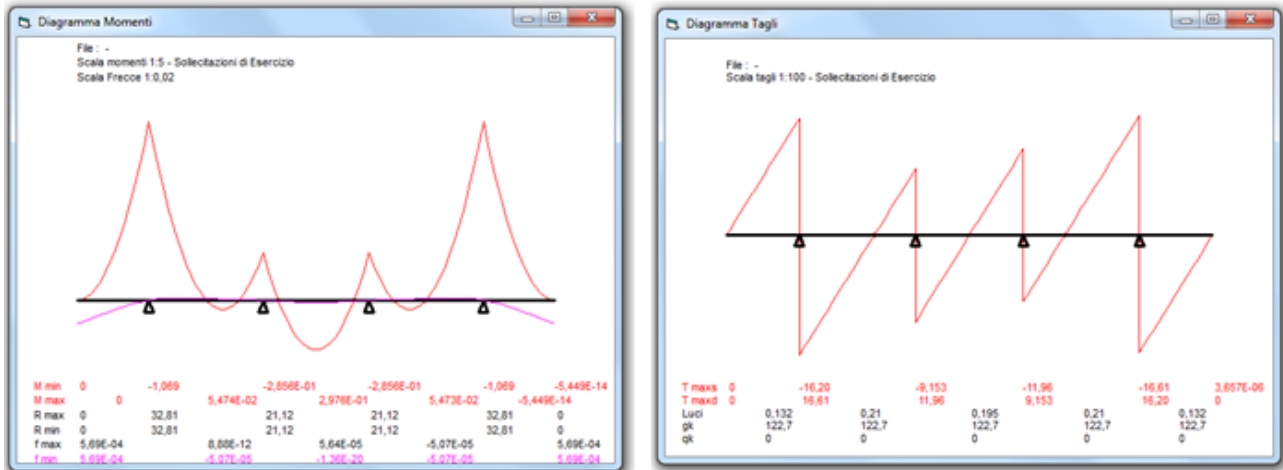 Diagramma Momenti
File : -
Scala momenti 1:5 - Sollecitazioni di Esercizio
Scala Frecce 1:0,02
M min 0 -1,069 -2,856E-01 -2,856E-01 -1,069 -5,449E-14
M max 0 5,474E-02 2,976E-01 5,473E-02 -5,449E-14
R max 0 32,81 21,12 21,12 32,81 0
R min 0 32,81 21,12 21,12 32,81 0
f max 5,69E-04 8,88E-12 5,64E-05 -5,07E-05 5,69E-04
f min 5,69E-04 -5,07E-05 -1,36E-20 -5,07E-05 5,69E-04
Diagramma Tagli
File : -
Scala tagli 1:100 - Sollecitazioni di Esercizio
T maxs 0 -16,20 -9,153 -11,96 -16,61 3,657E-06
T maxd 0 16,61 11,96 9,153 16,20 0
Luci 0,132 0,21 0,195 0,21 0,132
gk 122,7 122,7 122,7 122,7 122,7
qk 0 0 0 0 0